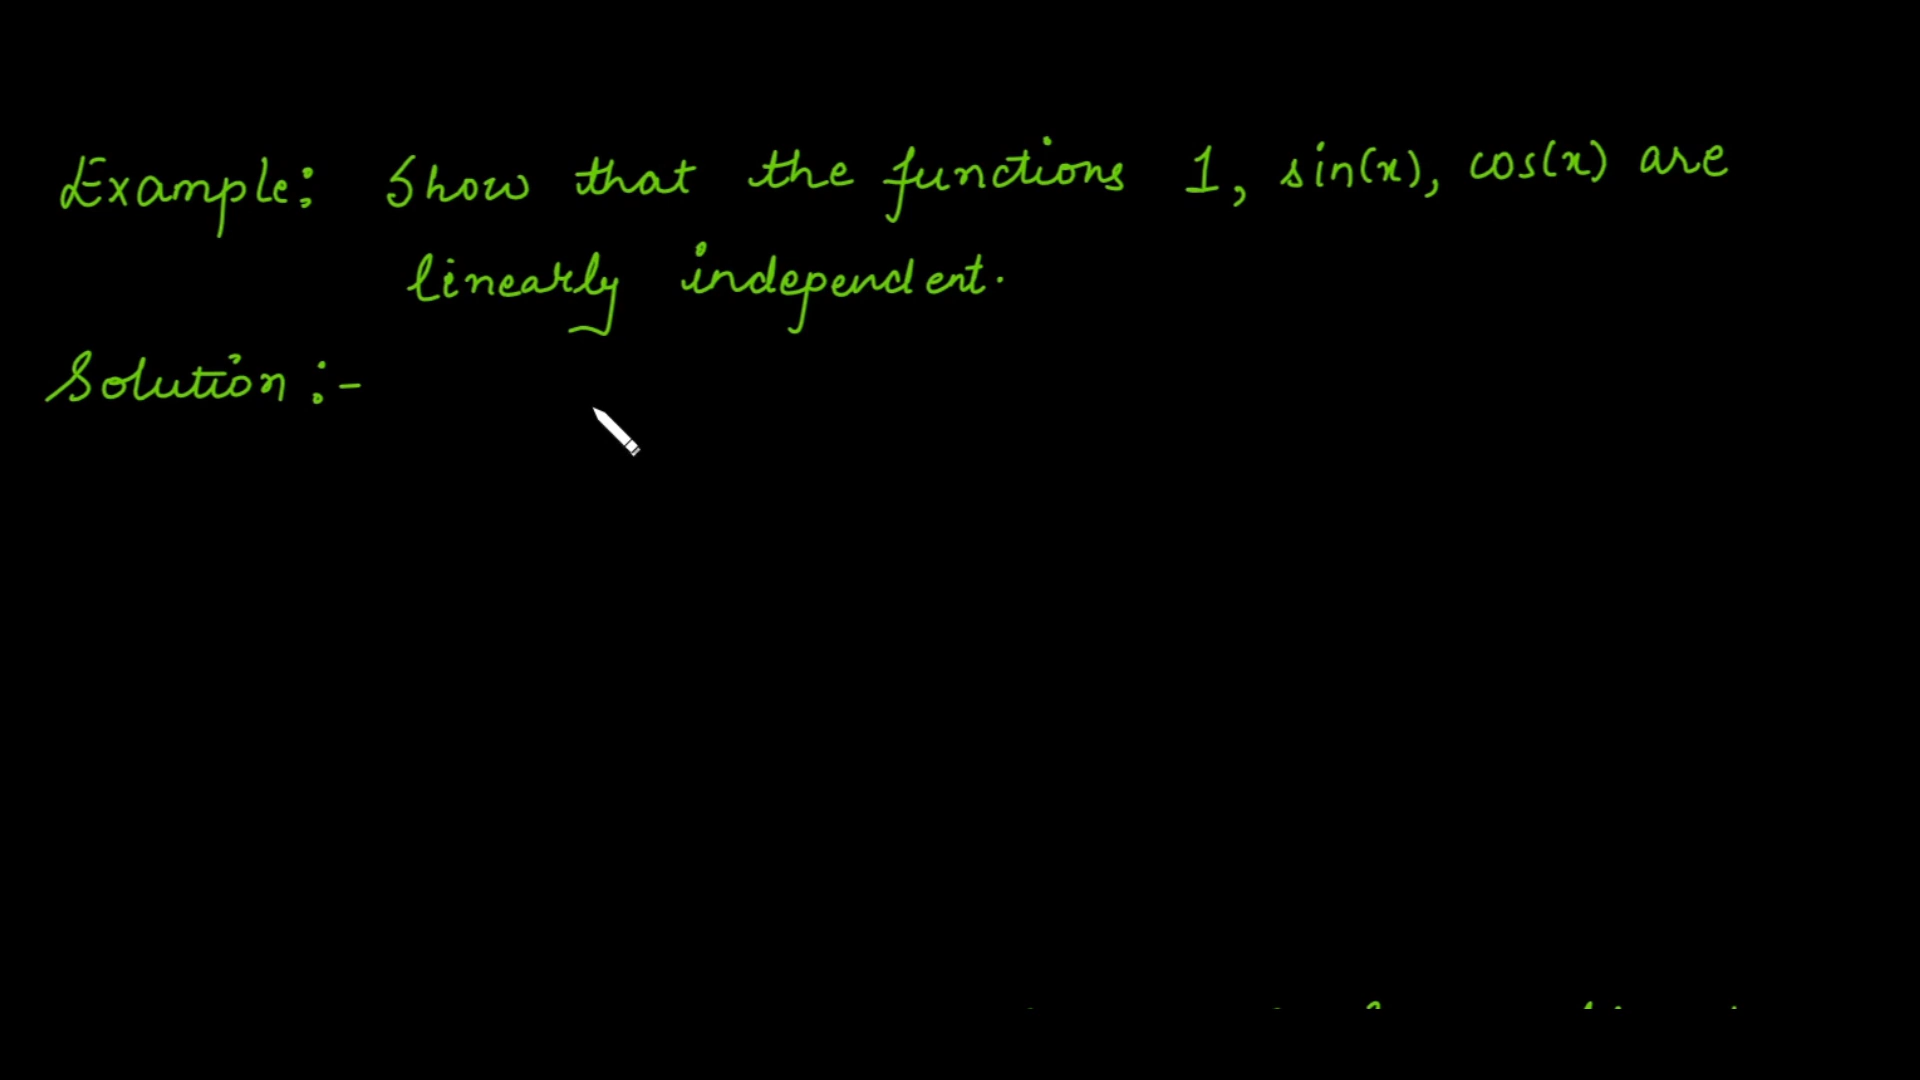 Example: Show that the functions 1, sin(x), cos(x) are
linearly independent.
Solution :-